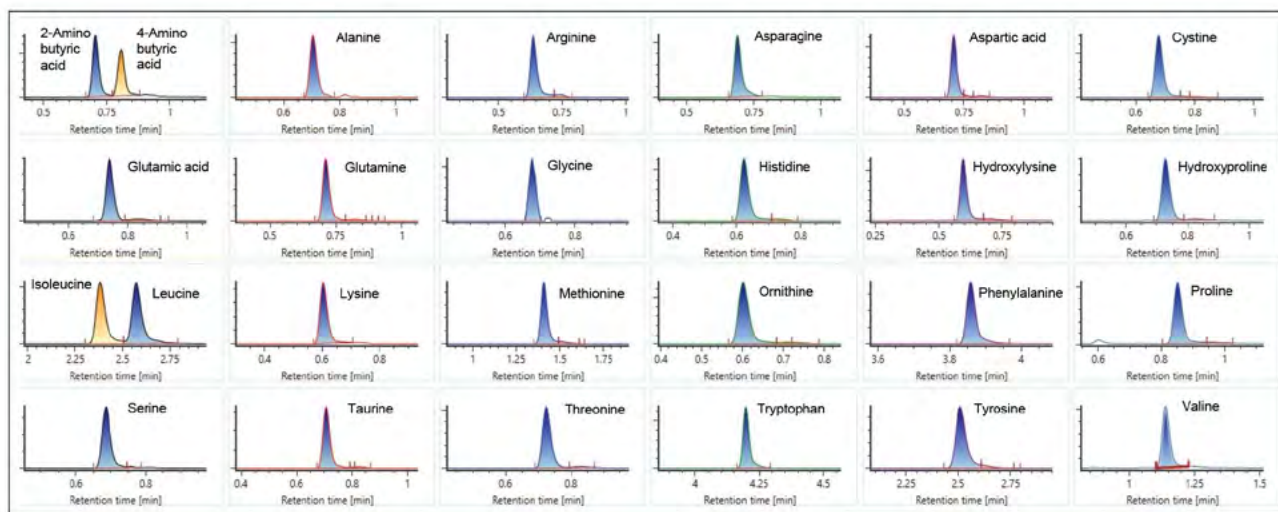 2-Amino
butyric
acid
4-Amino
butyric
acid
0.5 1
Retention time [min]
Alanine
0.6 0.8 1
Retention time [min]
Arginine
0.6 0.8 1
Retention time [min]
Asparagine
0.5 0.75 1
Retention time [min]
Aspartic acid
0.5 0.75 1
Retention time [min]
Cystine
0.6 0.8 1
Retention time [min]
Glutamic acid
0.6 0.8 1
Retention time [min]
Glutamine
0.5 0.75 1
Retention time [min]
Glycine
0.6 0.8
Retention time [min]
Histidine
0.4 0.6 0.8
Retention time [min]
Hydroxylysine
0.25 0.5 0.75
Retention time [min]
Hydroxyproline
0.6 0.8 1
Retention time [min]
Isoleucine
Leucine
2 2.25 2.5 2.75
Retention time [min]
Lysine
0.4 0.6 0.8
Retention time [min]
Methionine
1 1.25 1.5 1.75
Retention time [min]
Ornithine
0.4 0.5 0.6 0.7 0.8
Retention time [min]
Phenylalanine
3.6 3.8 4
Retention time [min]
Proline
0.6 0.8 1
Retention time [min]
Serine
0.6 0.8
Retention time [min]
Taurine
0.4 0.6 0.8 1
Retention time [min]
Threonine
0.6 0.8 1
Retention time [min]
Tryptophan
4 4.25 4.5
Retention time [min]
Tyrosine
2.25 2.5 2.75
Retention time [min]
Valine
1 1.25 1.5
Retention time [min]